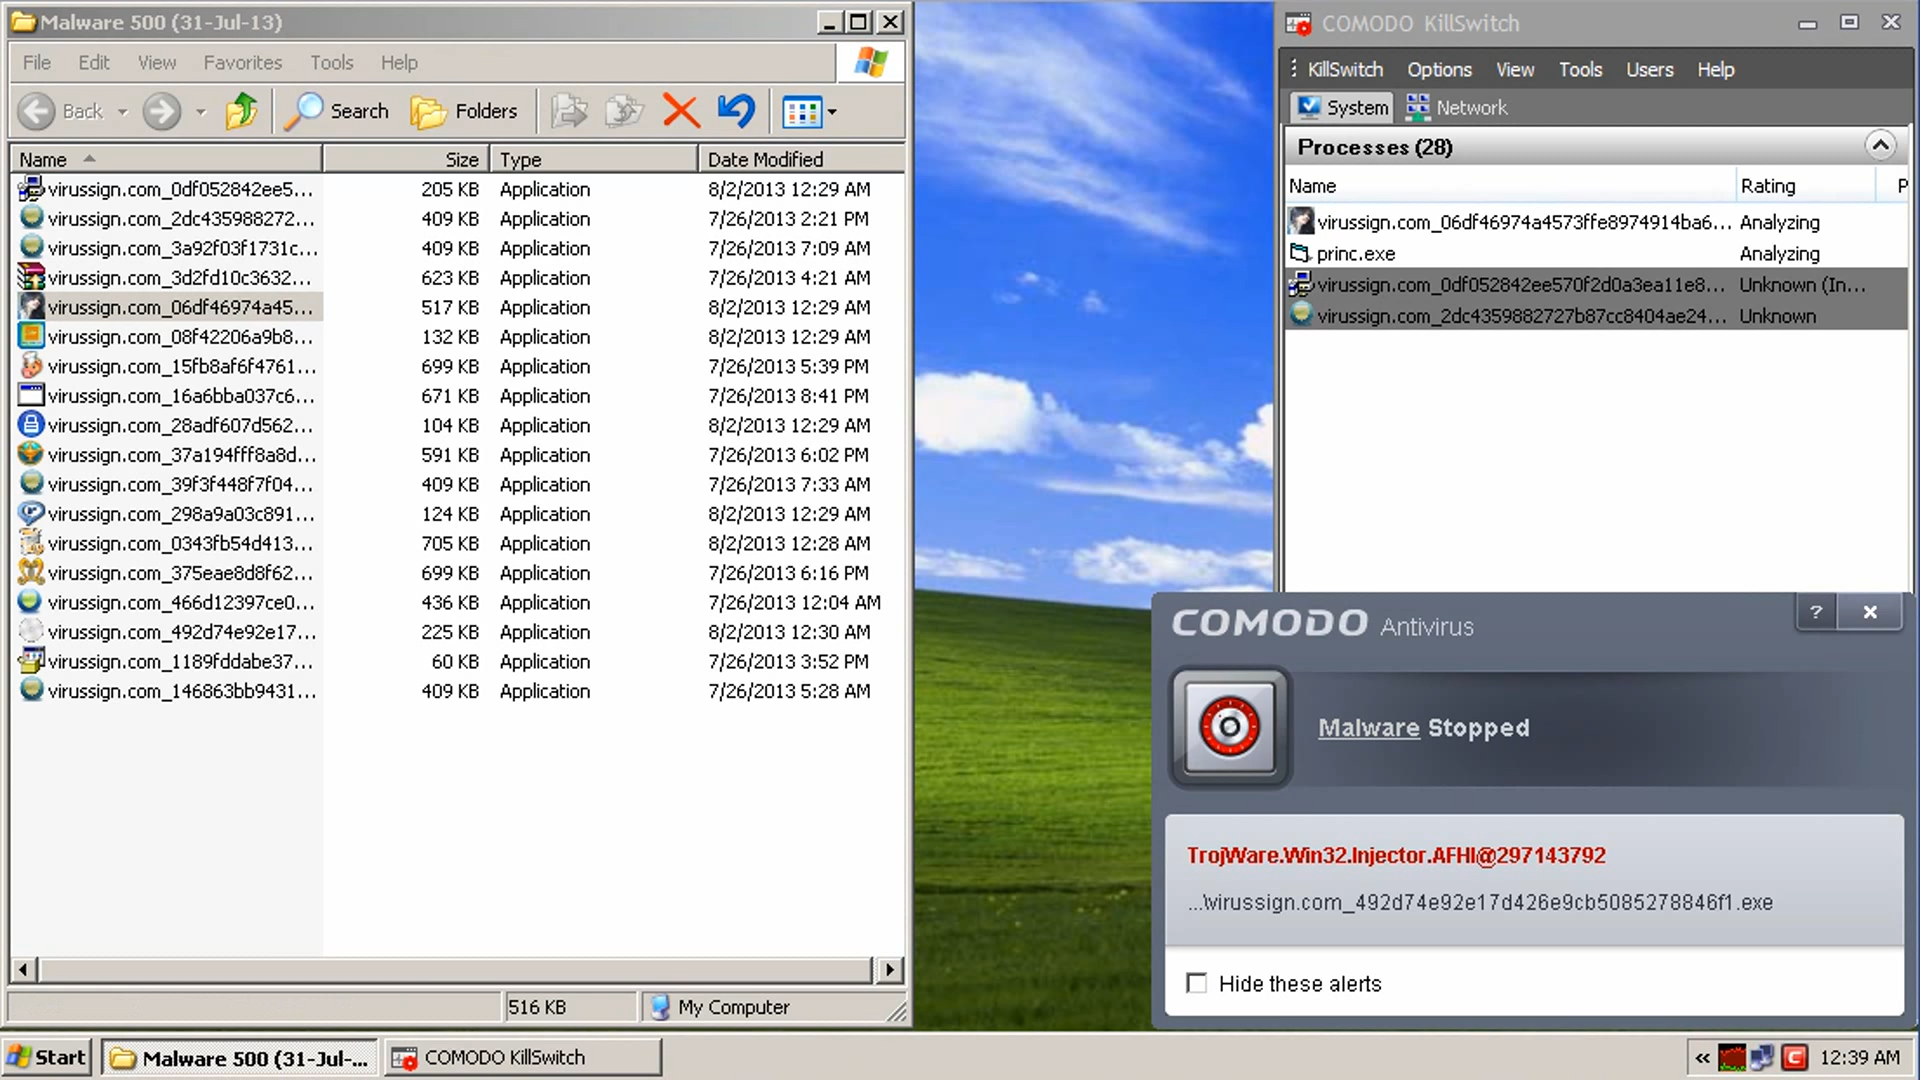 Malware 500 (31-Jul-13)
File Edit View Favorites Tools Help
Back Search Folders
Name Size Type Date Modified
virussign.com_0df052842ee5... 205 KB Application 8/2/2013 12:29 AM
virussign.com_2dc435988272... 409 KB Application 7/26/2013 2:21 PM
virussign.com_3a92f03f1731c... 409 KB Application 7/26/2013 7:09 AM
virussign.com_3d2fd10c3632... 623 KB Application 7/26/2013 4:21 PM
virussign.com_06df46974a45... 517 KB Application 8/2/2013 12:29 AM
virussign.com_08f42206a9b8... 132 KB Application 8/2/2013 12:29 AM
virussign.com_15fb8af6f4761... 699 KB Application 7/26/2013 5:39 PM
virussign.com_16a6bba037c6... 671 KB Application 7/26/2013 8:41 PM
virussign.com_28adf607d562... 104 KB Application 8/2/2013 12:29 AM
virussign.com_37a194fff8a8d... 591 KB Application 7/26/2013 6:02 PM
virussign.com_39f3f448f7f04... 409 KB Application 7/26/2013 7:33 AM
virussign.com_298a9a03c891... 124 KB Application 8/2/2013 12:29 AM
virussign.com_0343fb54d413... 705 KB Application 8/2/2013 12:28 AM
virussign.com_375eae8d8f62... 699 KB Application 7/26/2013 6:16 PM
virussign.com_466d12397ce0... 436 KB Application 7/26/2013 12:04 AM
virussign.com_492d74e92e17... 225 KB Application 8/2/2013 12:30 AM
virussign.com_1189fddabe37... 60 KB Application 7/26/2013 3:52 PM
virussign.com_146863bb9431... 409 KB Application 7/26/2013 5:28 AM
516 KB My Computer
COMODO KillSwitch
KillSwitch Options View Tools Users Help
System Network
Processes (28)
Name Rating P
virussign.com_06df46974a4573ffe8974914ba6... Analyzing
princ.exe Analyzing
virussign.com_0df052842ee570f2d0a3ea11e8... Unknown (In...
virussign.com_2dc4359882727b87cc8404ae24... Unknown
COMODO Antivirus
?
Malware Stopped
TrojWare.Win32.Injector.AFHI@297143792
...\virussign.com_492d74e92e17d426e9cb5085278846f1.exe
Hide these alerts
Start Malware 500 (31-Jul-... COMODO KillSwitch « 12:39 AM